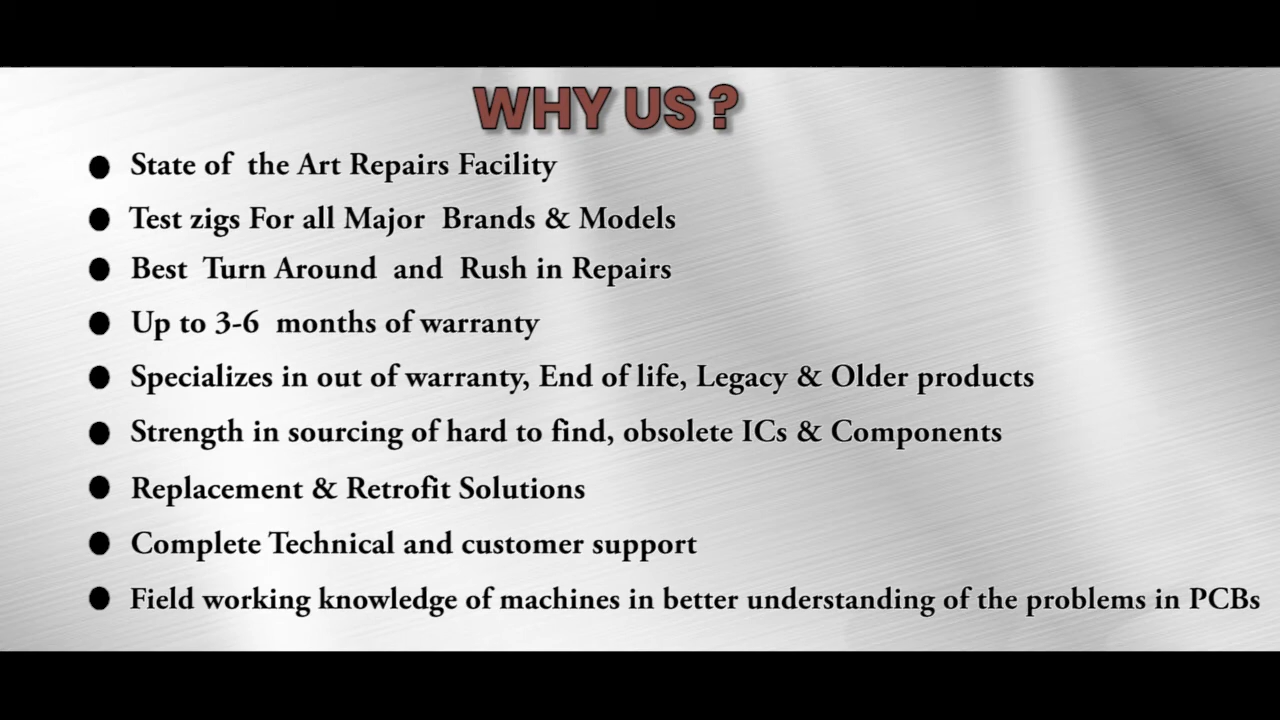 WHY US ?
State of the Art Repairs Facility
Test zigs For all Major Brands & Models
Best Turn Around and Rush in Repairs
Up to 3-6 months of warranty
Specializes in out of warranty, End of life, Legacy & Older products
Strength in sourcing of hard to find, obsolete ICs & Components
Replacement & Retrofit Solutions
Complete Technical and customer support
Field working knowledge of machines in better understanding of the problems in PCBs